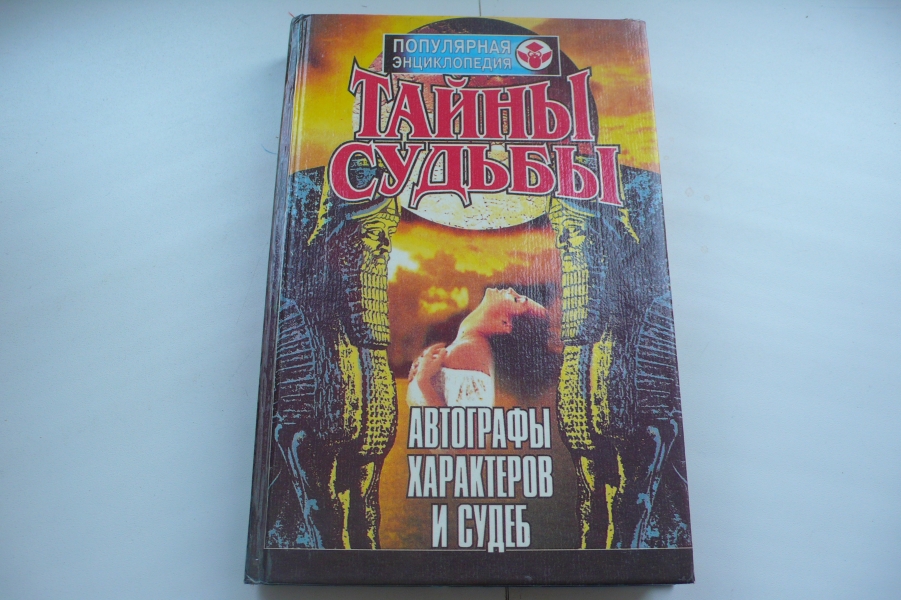 ПОПУЛЯРНАЯ
ЭНЦИКЛОПЕДИЯ
ТАЙНЫ
СУДЬБЫ
АВТОГРАФЫ
ХАРАКТЕРОВ
И СУДЕБ